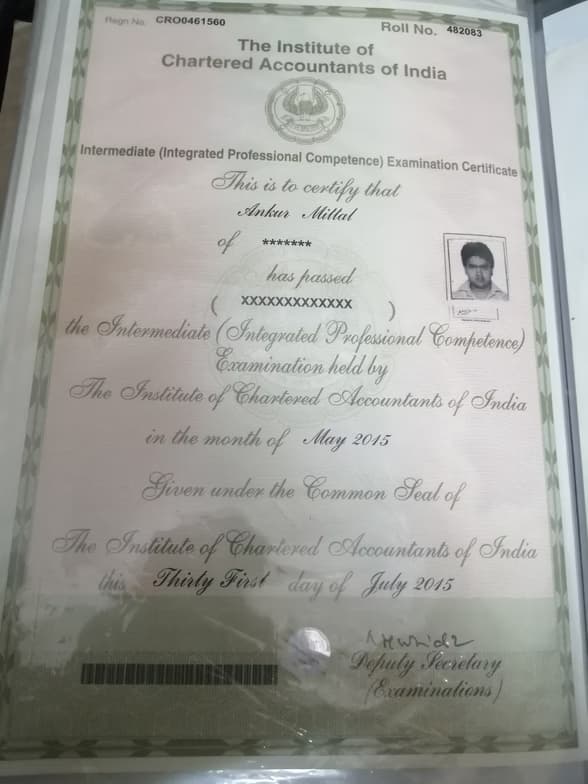 Regn No. CRO0461560
Roll No. 482083
The Institute of
Chartered Accountants of India
Intermediate (Integrated Professional Competence) Examination Certificate
This is to certify that
Ankur Mittal
of *******
has passed
( XXXXXXXXXXXXX )
the Intermediate (Integrated Professional Competence)
Examination held by
The Institute of Chartered Accountants of India
in the month of May 2015
Given under the Common Seal of
The Institute of Chartered Accountants of India
this Thirty First day of July 2015
Deputy Secretary
(Examinations)